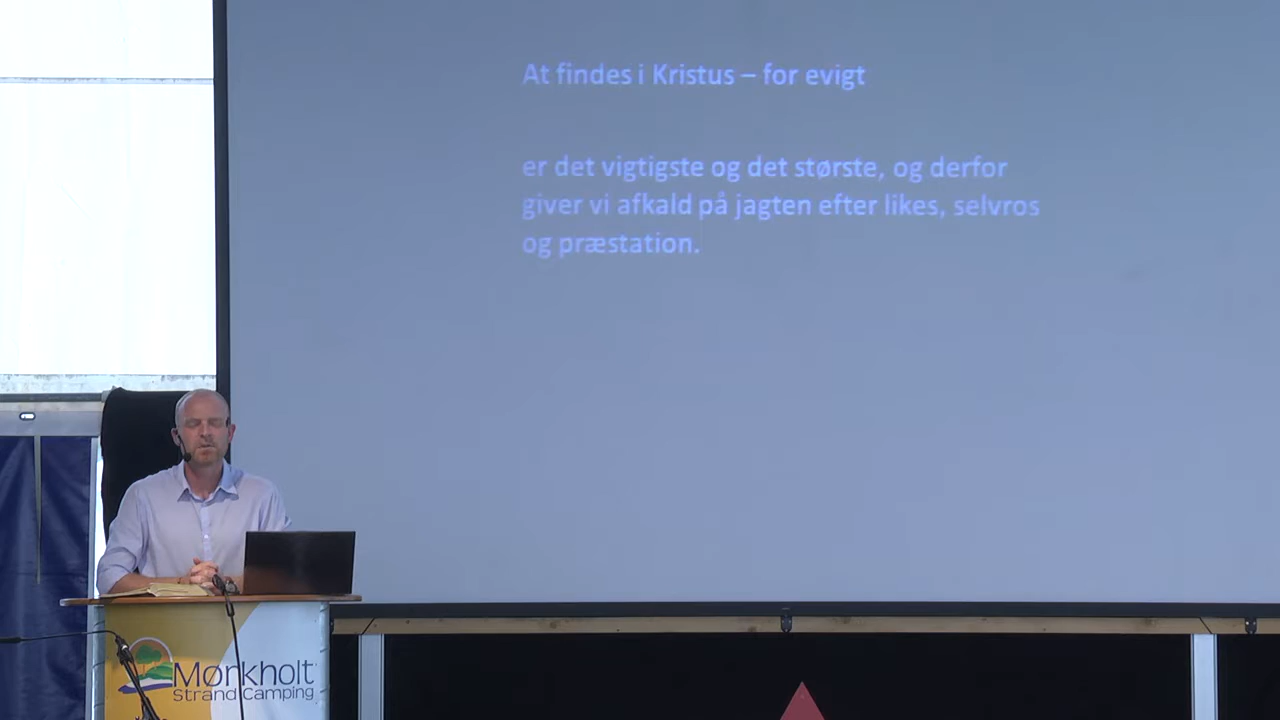 At findes i Kristus – for evigt
er det vigtigste og det største, og derfor
giver vi afkald på jagten efter likes, selvros
og præstation.
Mørkholt
Strand Camping